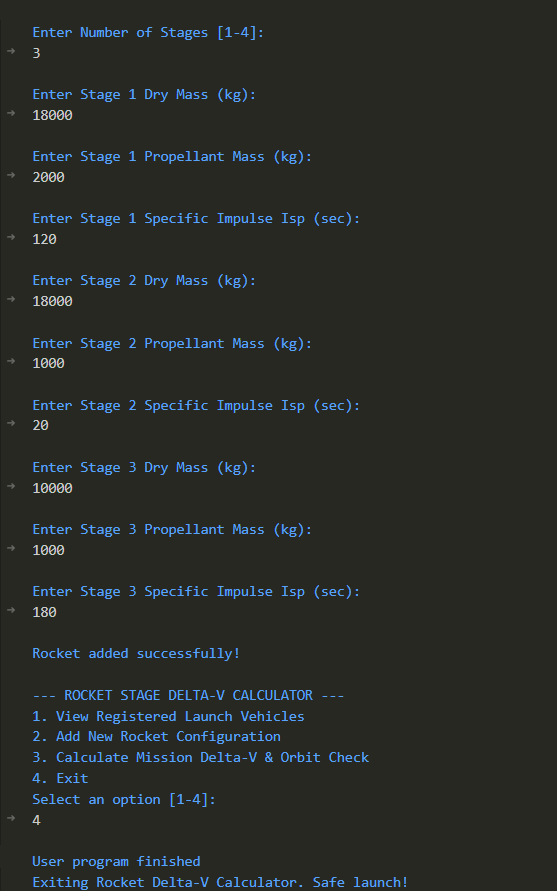 Enter Number of Stages [1-4]:
→ 3
Enter Stage 1 Dry Mass (kg):
→ 18000
Enter Stage 1 Propellant Mass (kg):
→ 2000
Enter Stage 1 Specific Impulse Isp (sec):
→ 120
Enter Stage 2 Dry Mass (kg):
→ 18000
Enter Stage 2 Propellant Mass (kg):
→ 1000
Enter Stage 2 Specific Impulse Isp (sec):
→ 20
Enter Stage 3 Dry Mass (kg):
→ 10000
Enter Stage 3 Propellant Mass (kg):
→ 1000
Enter Stage 3 Specific Impulse Isp (sec):
→ 180
Rocket added successfully!
--- ROCKET STAGE DELTA-V CALCULATOR ---
1. View Registered Launch Vehicles
2. Add New Rocket Configuration
3. Calculate Mission Delta-V & Orbit Check
4. Exit
Select an option [1-4]:
→ 4
User program finished
Exiting Rocket Delta-V Calculator. Safe launch!